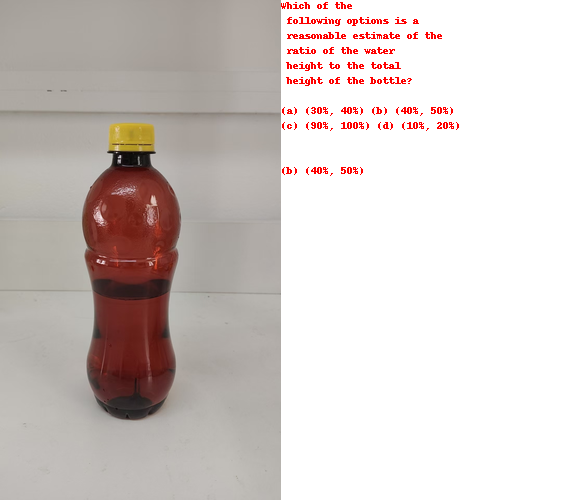 Which of the
following options is a
reasonable estimate of the
ratio of the water
height to the total
height of the bottle?
(a) (30%, 40%) (b) (40%, 50%)
(c) (90%, 100%) (d) (10%, 20%)
(b) (40%, 50%)